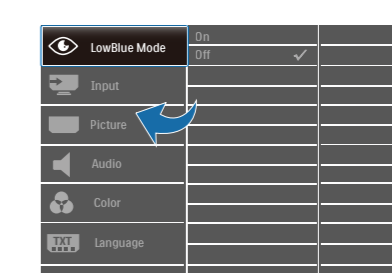 LowBlue Mode
On
Off
Input
Picture
Audio
Color
TXT
Language